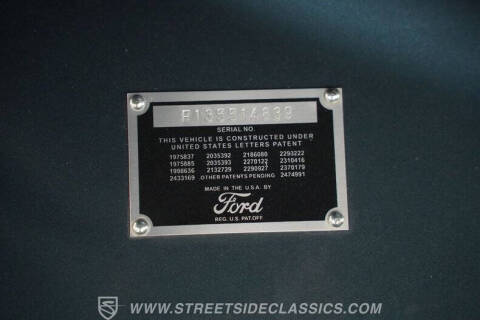 SERIAL NO.
THIS VEHICLE IS CONSTRUCTED UNDER
UNITED STATES LETTERS PATENT
1975837 2035392 2186080 2293222
1975885 2035393 2270122 2310416
1998636 2132729 2290927 2370179
2433169 OTHER PATENTS PENDING 2474991
MADE IN THE U.S.A. BY
Ford
REG. U.S. PAT. OFF.
WWW.STREETSIDECLASSICS.COM